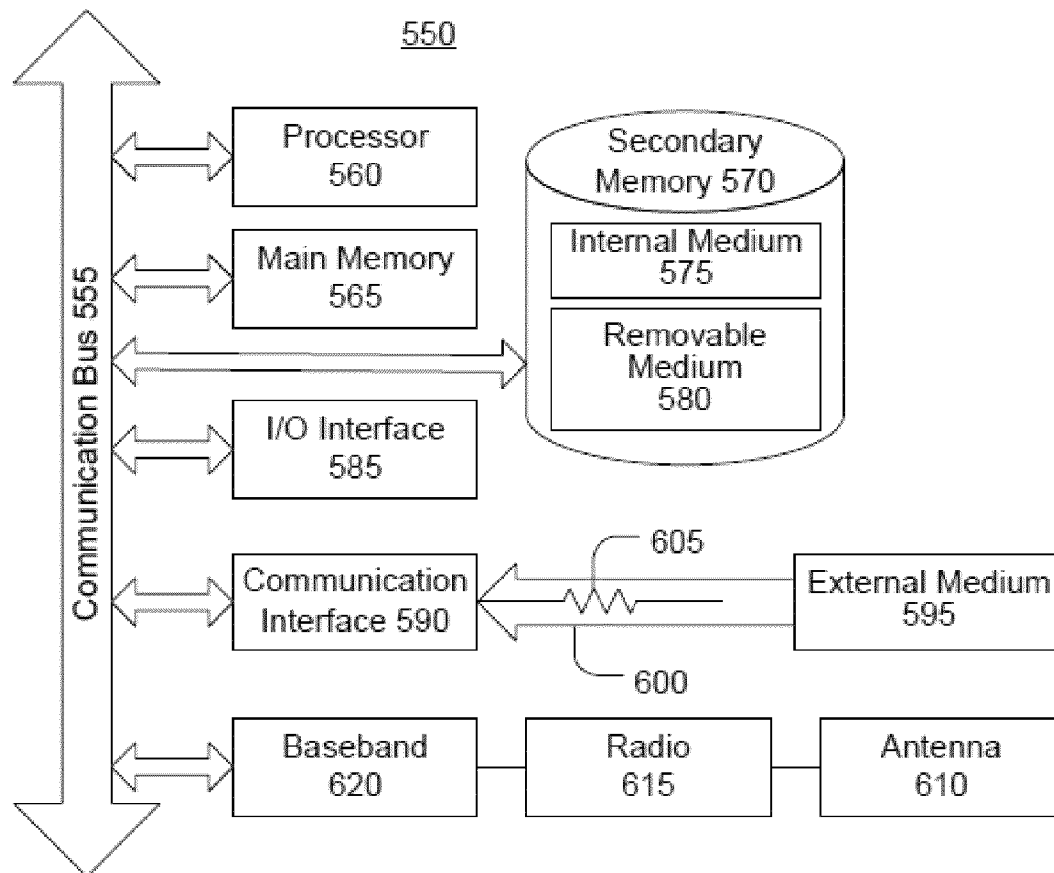 550
Communication Bus 555
Processor
560
Secondary
Memory 570
Main Memory
565
Internal Medium
575
Removable
Medium
580
I/O Interface
585
605
Communication
Interface 590
External Medium
595
600
Baseband
620
Radio
615
Antenna
610